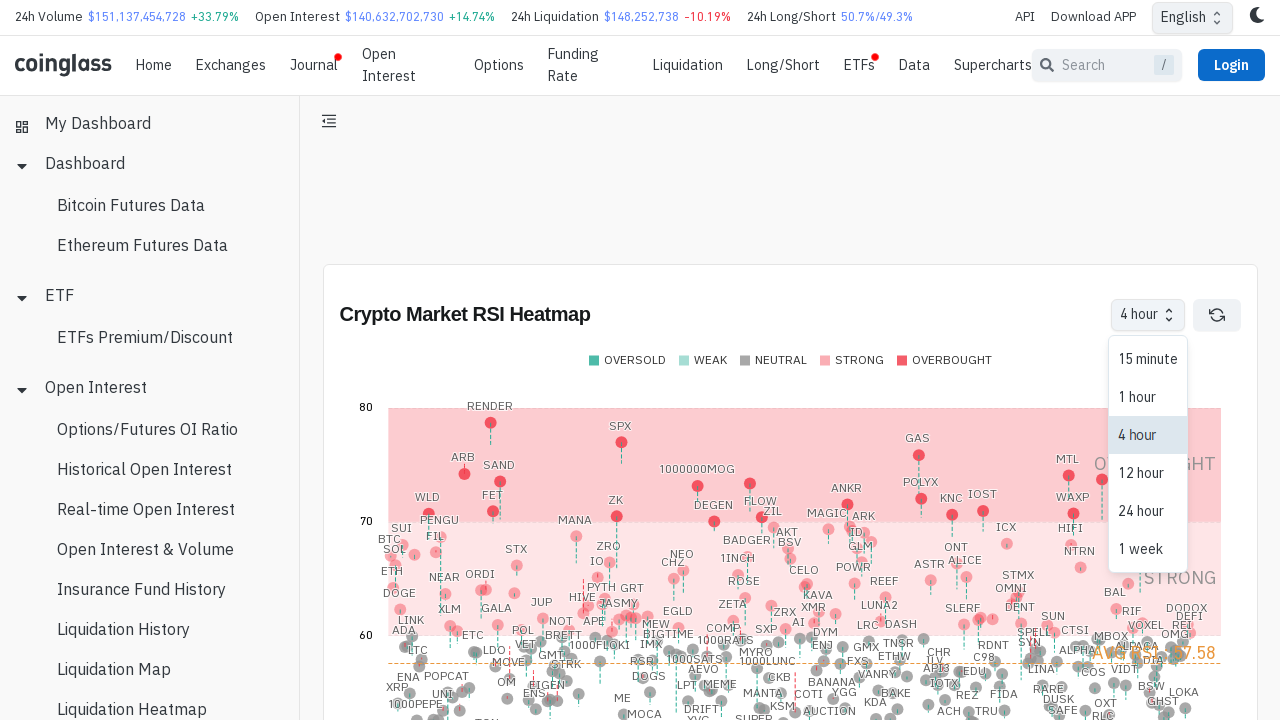 24h Volume $151,137,454,728 +33.79% Open Interest $140,632,702,730 +14.74% 24h Liquidation $148,252,738 -10.19% 24h Long/Short 50.7%/49.3% API Download APP English
coinglass Home Exchanges Journal Open Interest Options Funding Rate Liquidation Long/Short ETFs Data Supercharts Search / Login
My Dashboard
Dashboard
Bitcoin Futures Data
Ethereum Futures Data
ETF
ETFs Premium/Discount
Open Interest
Options/Futures OI Ratio
Historical Open Interest
Real-time Open Interest
Open Interest & Volume
Insurance Fund History
Liquidation History
Liquidation Map
Liquidation Heatmap
Crypto Market RSI Heatmap
4 hour
15 minute
1 hour
4 hour
12 hour
24 hour
1 week
OVERSOLD WEAK NEUTRAL STRONG OVERBOUGHT
80
RENDER
SPX
GAS
ARB SAND 1000000MOG MTL
WLD FET ZK DEGEN FLOW ZIL ANKR POLYX KNC IOST WAXP
70
SUI PENGU MANA MAGIC ARK ICX HIFI
BTC FIL BADGER AKT ID
SOL STX ZRO NEO 1INCH BSV GLM ONT NTRN
ETH NEAR ORDI IO CHZ ROSE CELO POWR ASTR ALICE
DOGE PYTH GRT REEF STMX OMNI BAL
LINK XLM GALA JUP HIVE JASMY EGLD ZETA ZRX XMR KAVA LUNA2 SLERF DENT SUN RIF DODOX
ADA ETC POL NOT APE MEW COMP SXP AI LRC DASH SPELL CTSI VOXEL DEFI REI
60
STRONG
LTC LDO VET BRETT 1000FLOKI BIGTIME IMX 1000RATS DYM ENJ GMX TNSR RDNT SYN MBOX ALPACA OMG
MOVE GMT CTRK RSR 1000SATS MYRO 1000LUNC FXS ETHW CHR C98 ALPHA
ENA POPCAT OM EIGEN DOGS AEVO CKB VANRY API3 EDU LINA COS VIDT
XRP UNI ENS LPT MEME MANTA BANANA YGG BAKE IOTX REZ FIDA RARE BSW LOKA
1000PEPE ME DRIFT KSM COTI KDA DUSK OXT GHST
MOCA SUPER AUCTION ACH TRU SAFE RLC